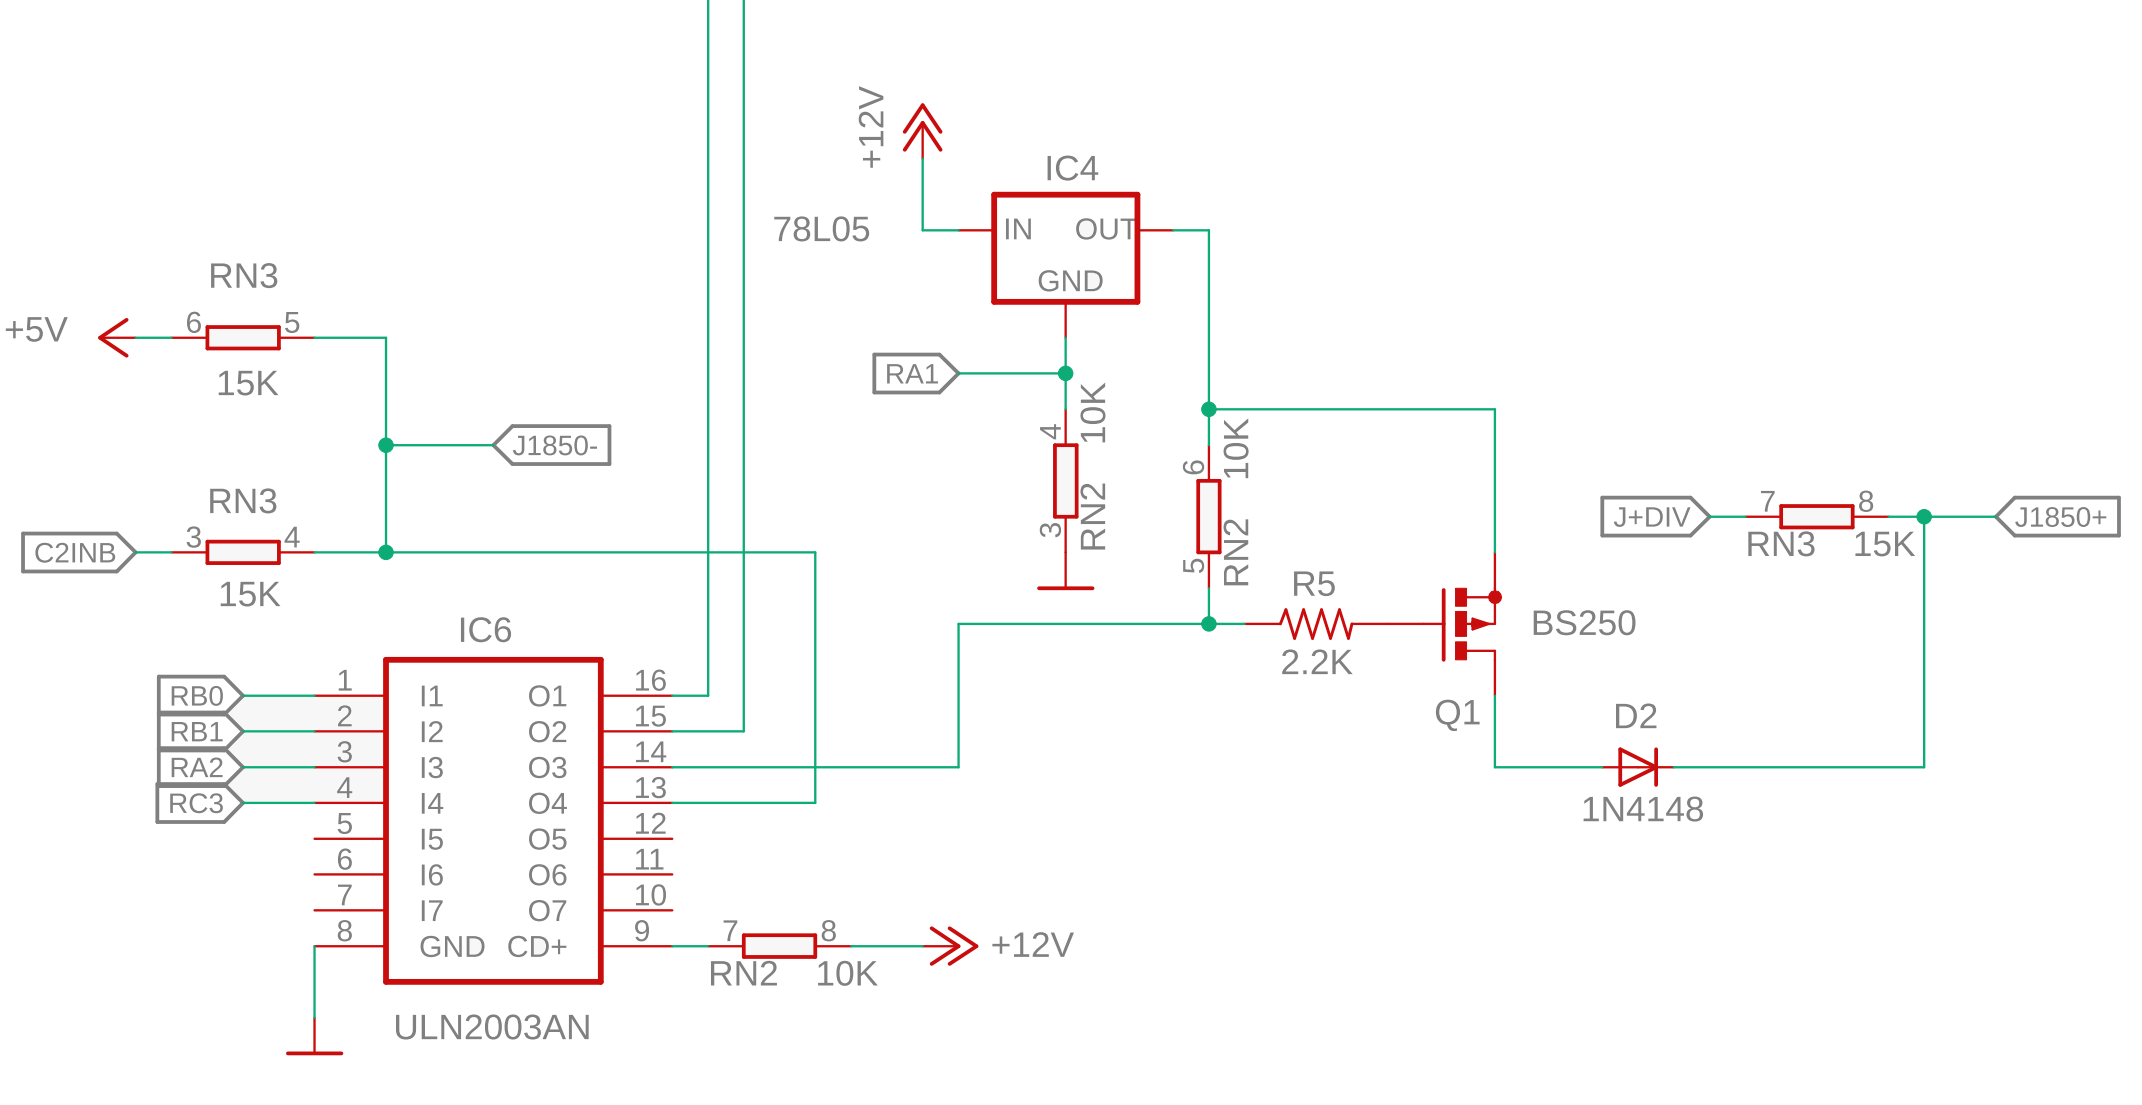 +12V
IC4
78L05
IN
OUT
GND
RN3
+5V
6
5
15K
RA1
J1850-
RN3
C2INB
3
4
15K
4
10K
3
RN2
6
10K
5
RN2
R5
2.2K
BS250
Q1
J+DIV
7
8
RN3
15K
J1850+
D2
1N4148
IC6
RB0
1
I1
O1
16
RB1
2
I2
O2
15
RA2
3
I3
O3
14
RC3
4
I4
O4
13
5
I5
O5
12
6
I6
O6
11
7
I7
O7
10
8
GND
CD+
9
7
8
+12V
RN2
10K
ULN2003AN